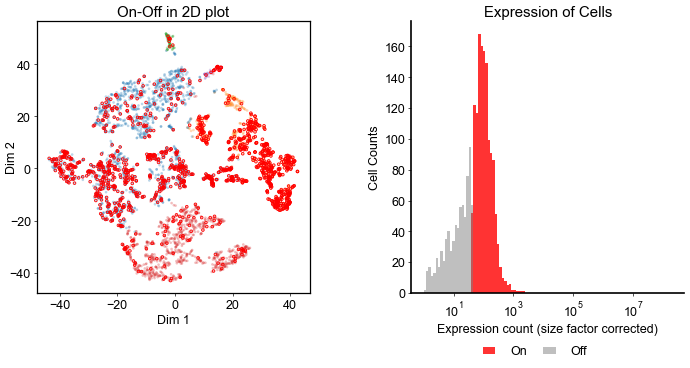 On-Off in 2D plot
Dim 2
40
20
0
−20
−40
−40 −20 0 20 40
Dim 1
Expression of Cells
Cell Counts
160
140
120
100
80
60
40
20
0
10^1 10^3 10^5 10^7
Expression count (size factor corrected)
On Off